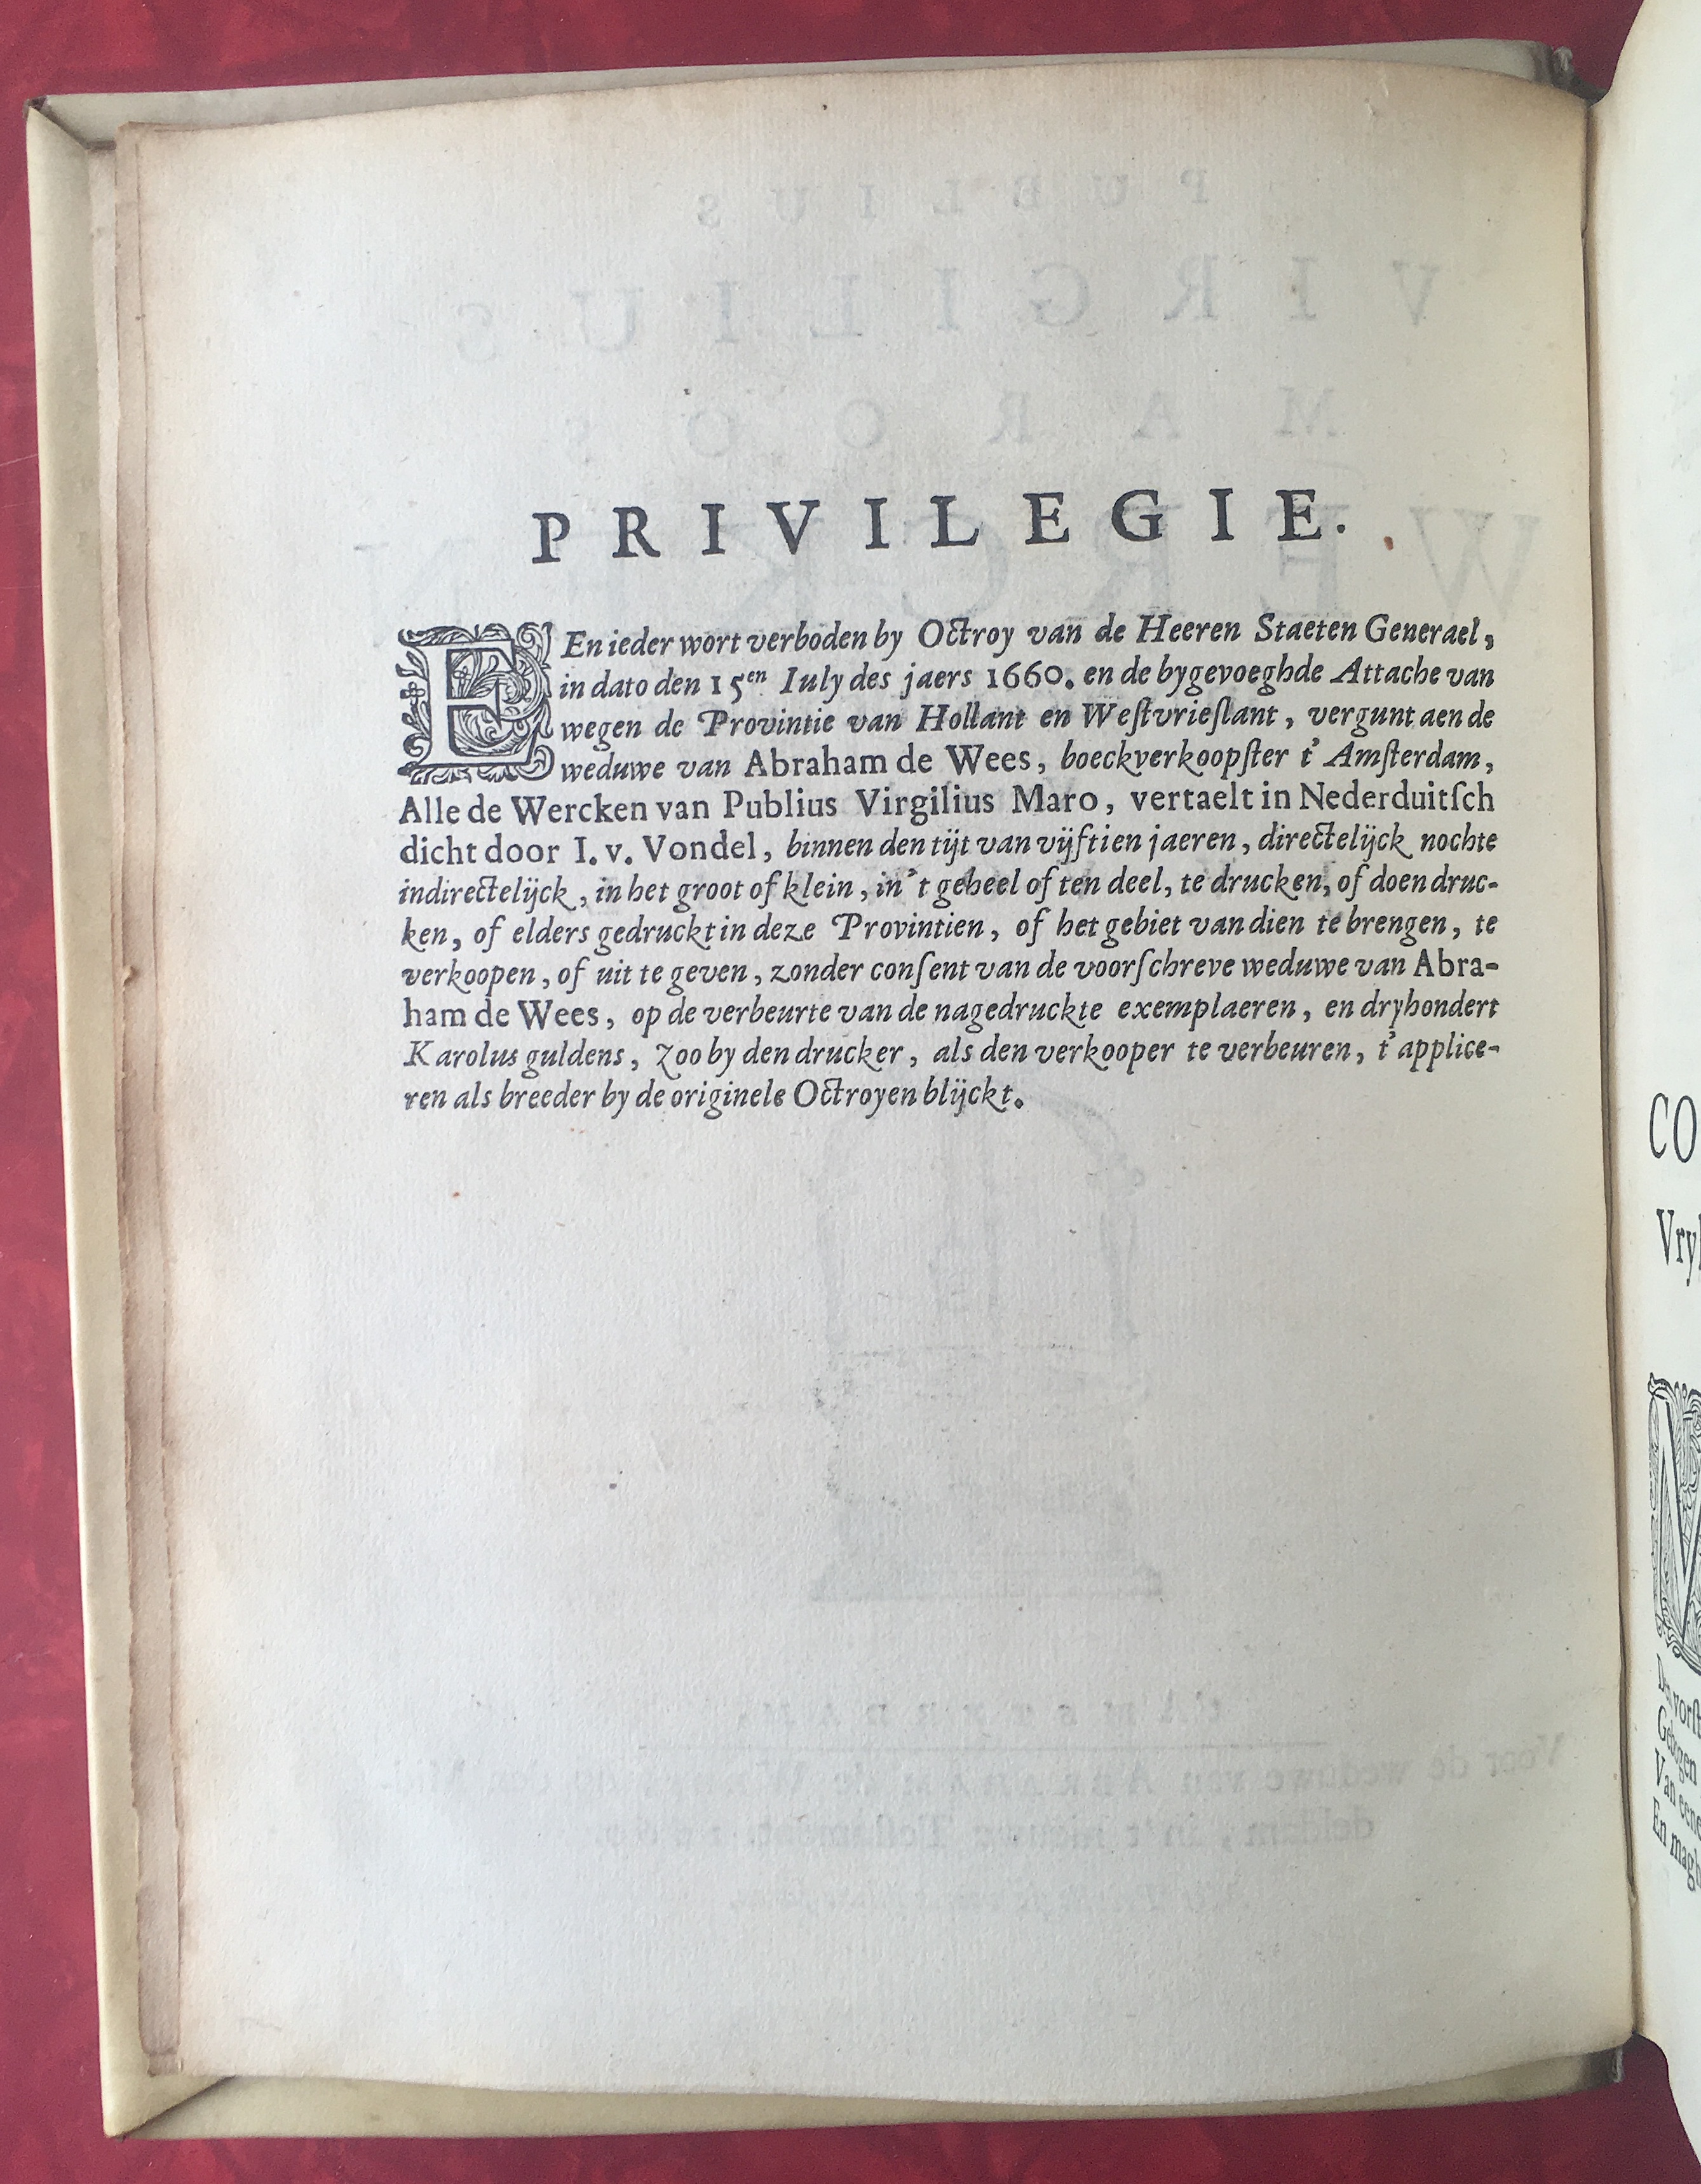 PRIVILEGIE.
EEn ieder wort verboden by Octroy van de Heeren Staeten Generael,
in dato den 15en July des jaers 1660. en de bygevoeghde Attache van
wegen de Provintie van Hollant en Weſtvrieſlant, vergunt aen de
weduwe van Abraham de Wees, boeckverkoopſter t' Amſterdam,
Alle de Wercken van Publius Virgilius Maro, vertaelt in Nederduitſch
dicht door I. v. Vondel, binnen den tijt van vijftien jaeren, directelijck nochte
indirectelijck, in het groot of klein, in 't geheel of ten deel, te drucken, of doen druc-
ken, of elders gedruckt in deze Provintien, of het gebiet van dien te brengen, te
verkoopen, of uit te geven, zonder conſent van de voorſchreve weduwe van Abra-
ham de Wees, op de verbeurte van de nagedruckte exemplaeren, en dryhondert
Karolus guldens, zoo by den drucker, als den verkooper te verbeuren, t' applice-
ren als breeder by de originele Octroyen blijckt.
CO
Vry
Den vorſt
Gebogen
Van eene
En magh